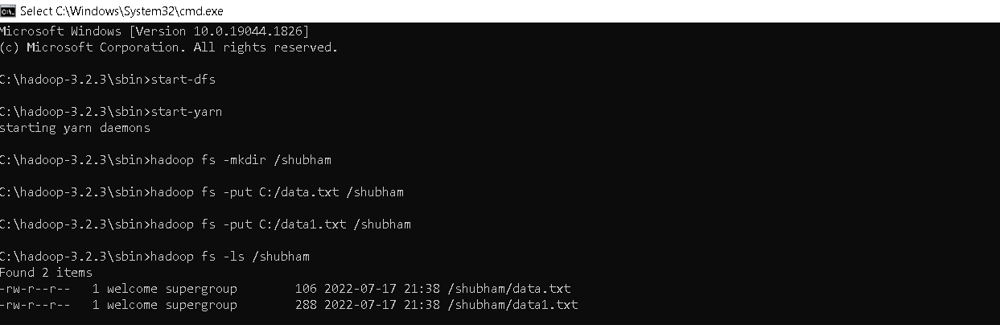 Select C:\Windows\System32\cmd.exe
Microsoft Windows [Version 10.0.19044.1826]
(c) Microsoft Corporation. All rights reserved.
C:\hadoop-3.2.3\sbin>start-dfs
C:\hadoop-3.2.3\sbin>start-yarn
starting yarn daemons
C:\hadoop-3.2.3\sbin>hadoop fs -mkdir /shubham
C:\hadoop-3.2.3\sbin>hadoop fs -put C:/data.txt /shubham
C:\hadoop-3.2.3\sbin>hadoop fs -put C:/data1.txt /shubham
C:\hadoop-3.2.3\sbin>hadoop fs -ls /shubham
Found 2 items
-rw-r--r--   1 welcome supergroup        106 2022-07-17 21:38 /shubham/data.txt
-rw-r--r--   1 welcome supergroup        288 2022-07-17 21:38 /shubham/data1.txt